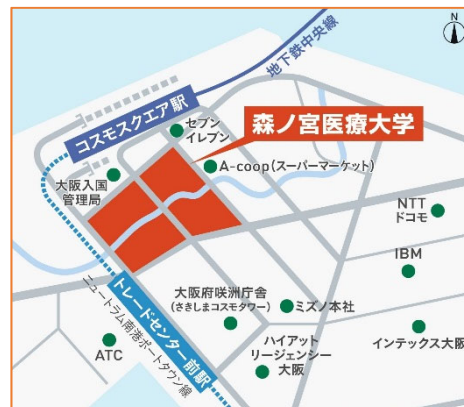 N
地下鉄中央線
コスモスクエア駅
セブン
イレブン
森ノ宮医療大学
A-coop(スーパーマーケット)
大阪入国
管理局
NTT
ドコモ
IBM
トレードセンター前駅
ニュートラム南港ポートタウン線
大阪府咲洲庁舎
(さきしまコスモタワー)
ミズノ本社
インテックス大阪
ATC
ハイアット
リージェンシー
大阪